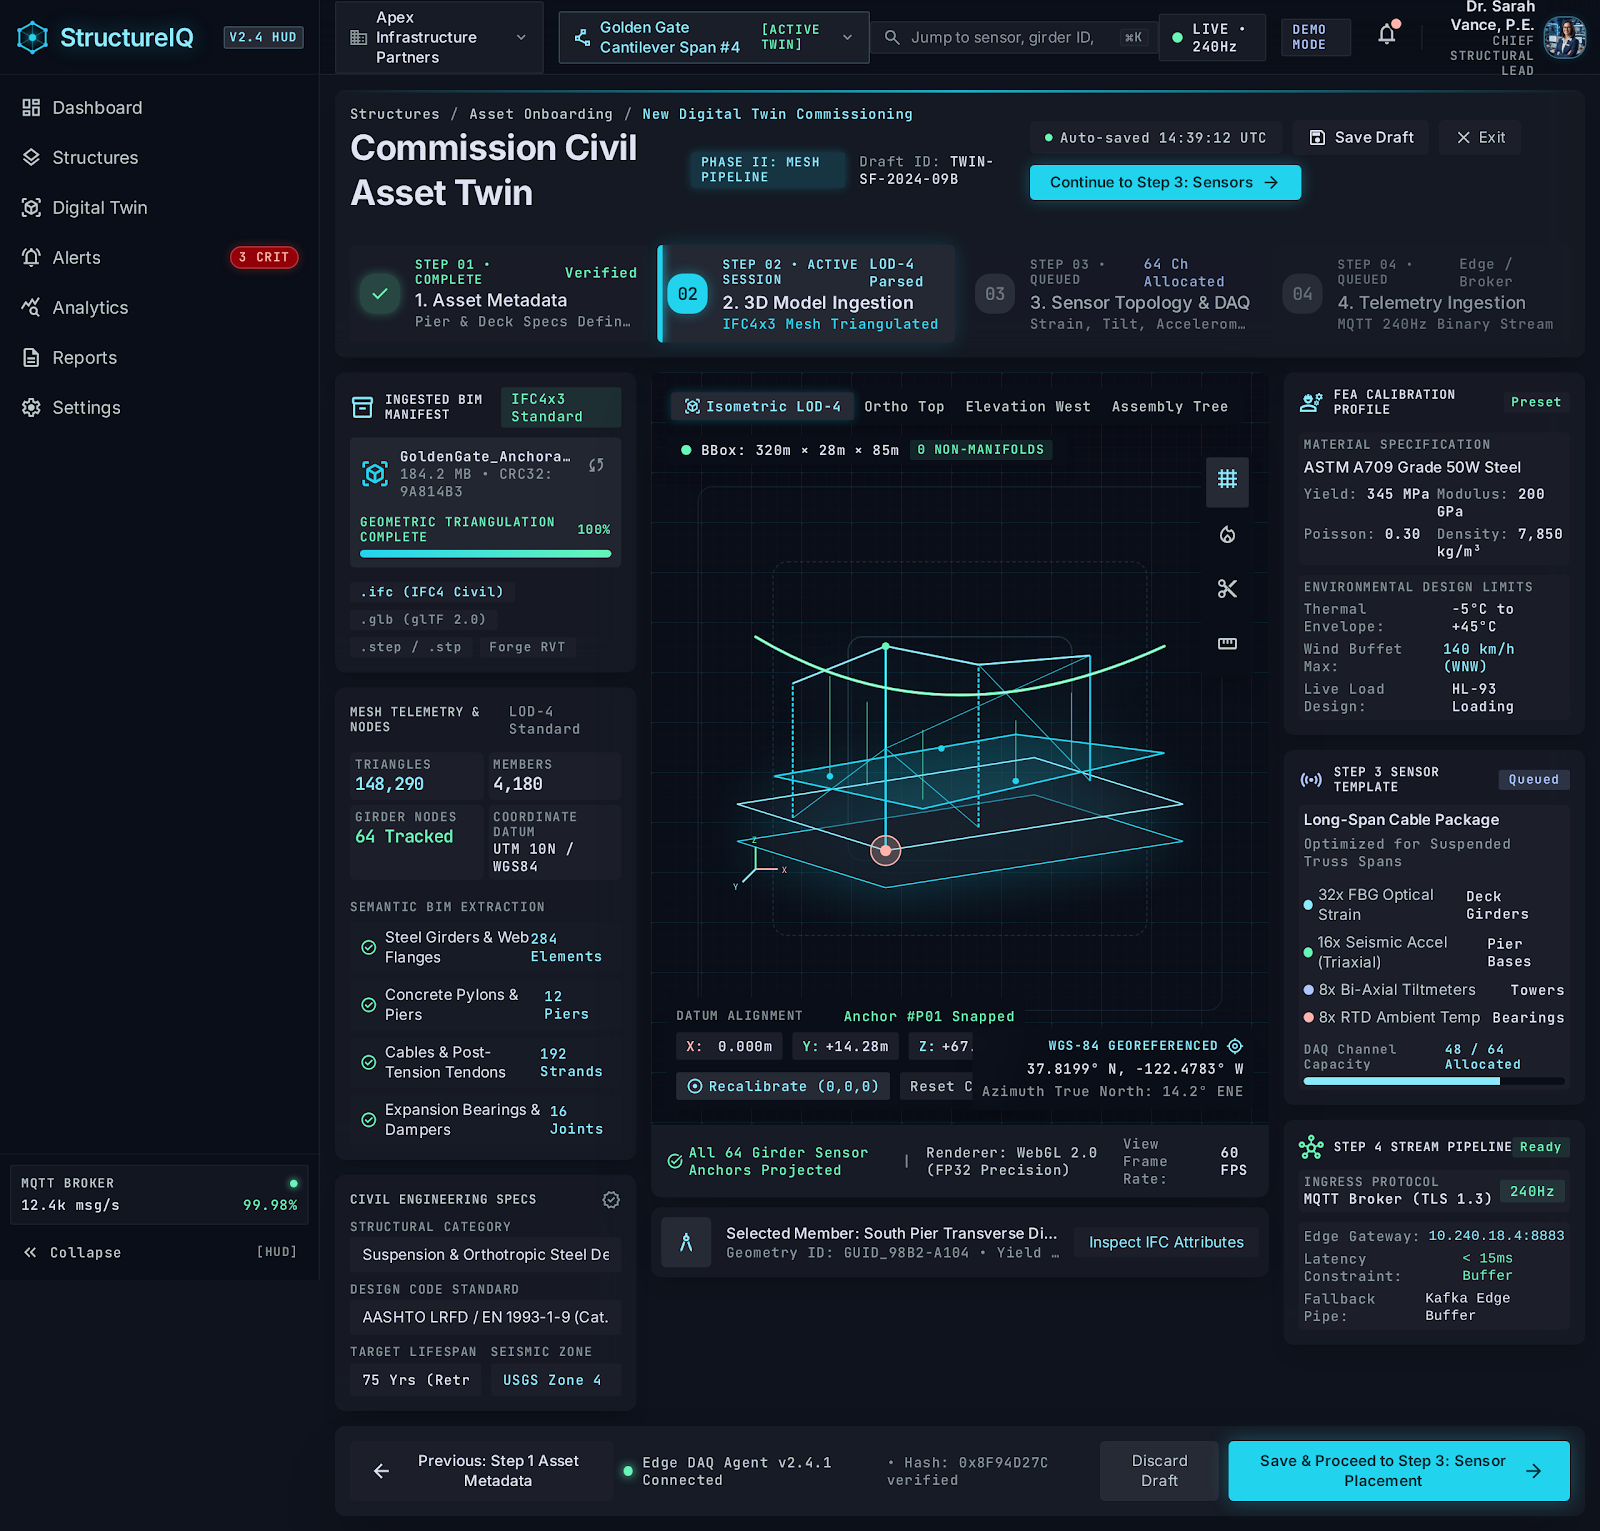 StructureIQ
V2.4 HUD
Dashboard
Structures
Digital Twin
Alerts
3 CRIT
Analytics
Reports
Settings
MQTT BROKER
12.4k msg/s
99.98%
Collapse
[HUD]
Apex
Infrastructure
Partners
Golden Gate
Cantilever Span #4
[ACTIVE
TWIN]
Jump to sensor, girder ID,
⌘K
LIVE •
240Hz
DEMO
MODE
Dr. Sarah
Vance, P.E.
CHIEF
STRUCTURAL
LEAD
Structures / Asset Onboarding / New Digital Twin Commissioning
Commission Civil
Asset Twin
PHASE II: MESH
PIPELINE
Draft ID: TWIN-
SF-2024-09B
Auto-saved 14:39:12 UTC
Save Draft
Exit
Continue to Step 3: Sensors
STEP 01 •
COMPLETE
Verified
1. Asset Metadata
Pier & Deck Specs Defin…
02
STEP 02 • ACTIVE
SESSION
LOD-4
Parsed
2. 3D Model Ingestion
IFC4x3 Mesh Triangulated
03
STEP 03 •
QUEUED
64 Ch
Allocated
3. Sensor Topology & DAQ
Strain, Tilt, Accelerom…
04
STEP 04 •
QUEUED
Edge /
Broker
4. Telemetry Ingestion
MQTT 240Hz Binary Stream
INGESTED BIM
MANIFEST
IFC4x3
Standard
GoldenGate_Anchora…
184.2 MB • CRC32:
9A814B3
GEOMETRIC TRIANGULATION
COMPLETE
100%
.ifc (IFC4 Civil)
.glb (glTF 2.0)
.step / .stp
Forge RVT
MESH TELEMETRY &
NODES
LOD-4
Standard
TRIANGLES
148,290
MEMBERS
4,180
GIRDER NODES
64 Tracked
COORDINATE
DATUM
UTM 10N /
WGS84
SEMANTIC BIM EXTRACTION
Steel Girders & Web
Flanges
284
Elements
Concrete Pylons &
Piers
12
Piers
Cables & Post-
Tension Tendons
192
Strands
Expansion Bearings &
Dampers
16
Joints
CIVIL ENGINEERING SPECS
STRUCTURAL CATEGORY
Suspension & Orthotropic Steel De
DESIGN CODE STANDARD
AASHTO LRFD / EN 1993-1-9 (Cat.
TARGET LIFESPAN
75 Yrs (Retr
SEISMIC ZONE
USGS Zone 4
Isometric LOD-4
Ortho Top
Elevation West
Assembly Tree
BBox: 320m × 28m × 85m
0 NON-MANIFOLDS
Z
X
Y
DATUM ALIGNMENT
Anchor #P01 Snapped
X: 0.000m
Y: +14.28m
Z: +67.
Recalibrate (0,0,0)
Reset C
WGS-84 GEOREFERENCED
37.8199° N, -122.4783° W
Azimuth True North: 14.2° ENE
All 64 Girder Sensor
Anchors Projected
|
Renderer: WebGL 2.0
(FP32 Precision)
View
Frame
Rate:
60
FPS
Selected Member: South Pier Transverse Di…
Geometry ID: GUID_98B2-A104 • Yield …
Inspect IFC Attributes
FEA CALIBRATION
PROFILE
Preset
MATERIAL SPECIFICATION
ASTM A709 Grade 50W Steel
Yield: 345 MPa
Modulus: 200
GPa
Poisson: 0.30
Density: 7,850
kg/m³
ENVIRONMENTAL DESIGN LIMITS
Thermal
Envelope:
-5°C to
+45°C
Wind Buffet
Max:
140 km/h
(WNW)
Live Load
Design:
HL-93
Loading
STEP 3 SENSOR
TEMPLATE
Queued
Long-Span Cable Package
Optimized for Suspended
Truss Spans
32x FBG Optical
Strain
Deck
Girders
16x Seismic Accel
(Triaxial)
Pier
Bases
8x Bi-Axial Tiltmeters
Towers
8x RTD Ambient Temp
Bearings
DAQ Channel
Capacity
48 / 64
Allocated
STEP 4 STREAM PIPELINE
Ready
INGRESS PROTOCOL
MQTT Broker (TLS 1.3)
240Hz
Edge Gateway: 10.240.18.4:8883
Latency
Constraint:
< 15ms
Buffer
Fallback
Pipe:
Kafka Edge
Buffer
Previous: Step 1 Asset
Metadata
Edge DAQ Agent v2.4.1
Connected
• Hash: 0x8F94D27C
verified
Discard
Draft
Save & Proceed to Step 3: Sensor
Placement